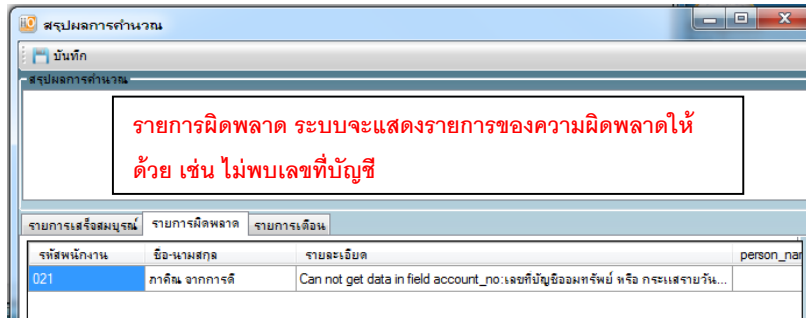 สรุปผลการคำนวณ
บันทึก
สรุปผลการคำนวณ
รายการผิดพลาด ระบบจะแสดงรายการของความผิดพลาดให้
ด้วย เช่น ไม่พบเลขที่บัญชี
รายการเสร็จสมบูรณ์ รายการผิดพลาด รายการเตือน
รหัสพนักงาน ชื่อ-นามสกุล รายละเอียด person_nar
021 ภาคิณ จากการดี Can not get data in field account_no:เลขที่บัญชีออมทรัพย์ หรือ กระแสรายวัน...